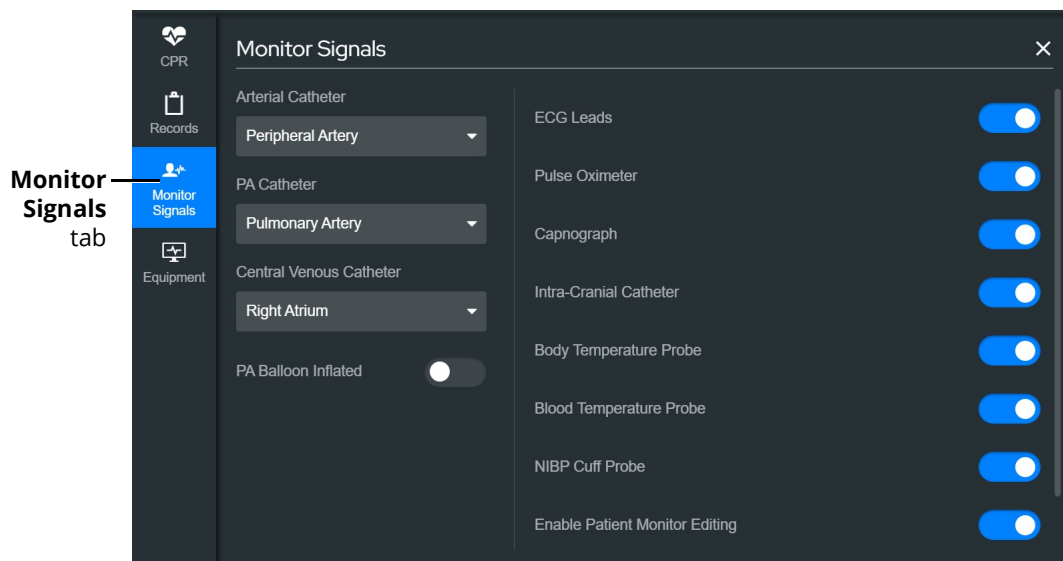 CPR
Records
Monitor
Signals
Equipment
Monitor
Signals
tab
Monitor Signals
Arterial Catheter
Peripheral Artery
PA Catheter
Pulmonary Artery
Central Venous Catheter
Right Atrium
PA Balloon Inflated
ECG Leads
Pulse Oximeter
Capnograph
Intra-Cranial Catheter
Body Temperature Probe
Blood Temperature Probe
NIBP Cuff Probe
Enable Patient Monitor Editing